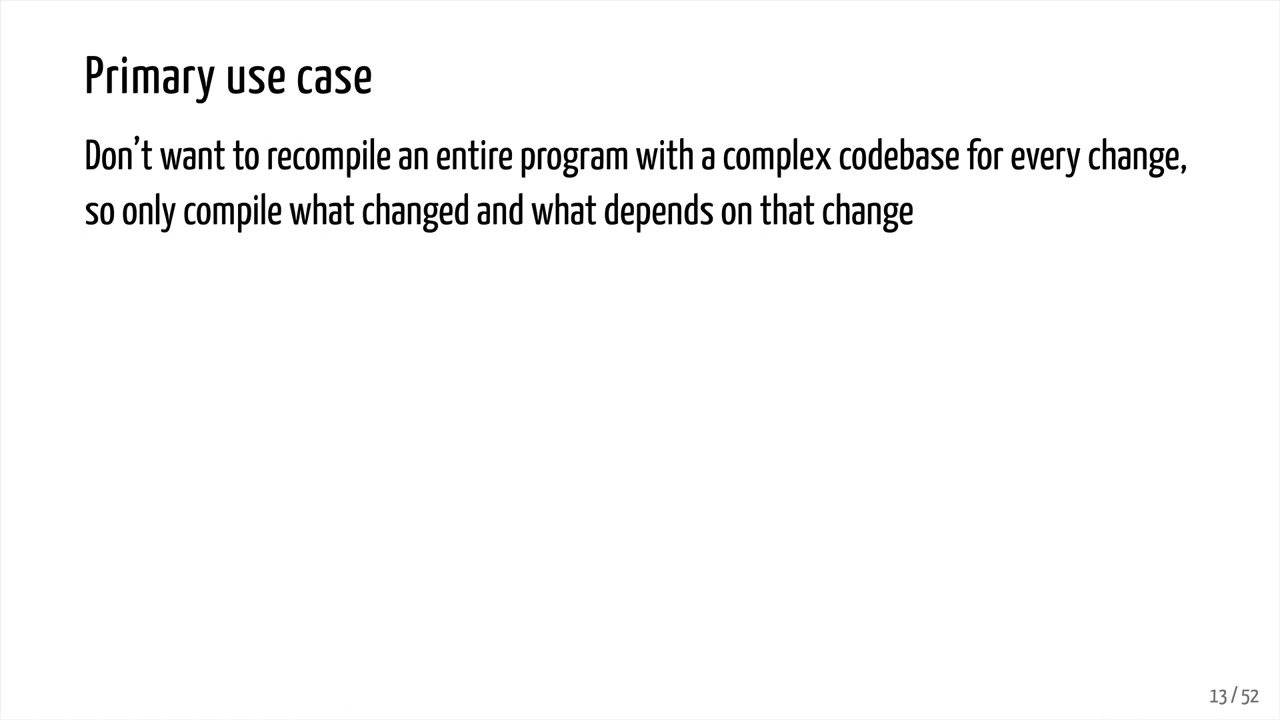 Primary use case
Don’t want to recompile an entire program with a complex codebase for every change,
so only compile what changed and what depends on that change
13 / 52